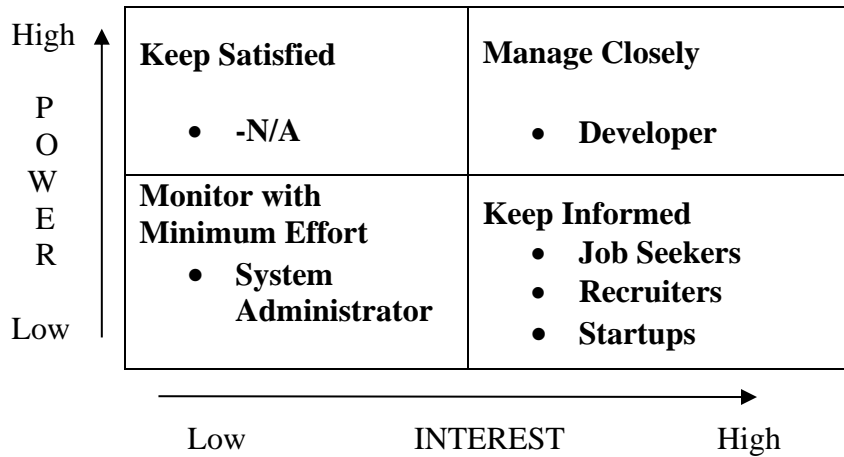 High
Keep Satisfied
Manage Closely
P
O
W
E
R
• -N/A
• Developer
Monitor with
Minimum Effort
• System
Administrator
Keep Informed
• Job Seekers
• Recruiters
• Startups
Low
Low INTEREST High